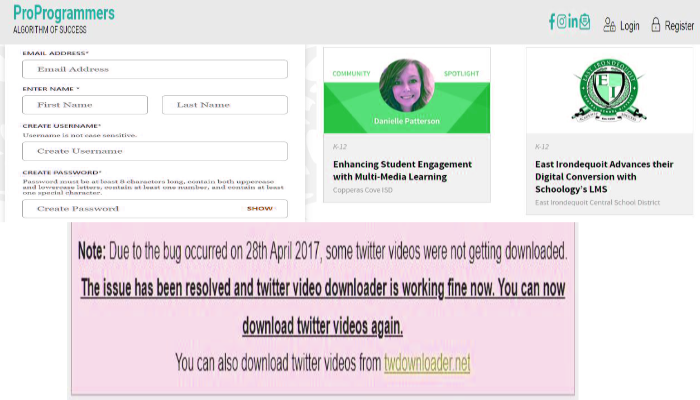 ProProgrammers
ALGORITHM OF SUCCESS
Login
Register
EMAIL ADDRESS*
Email Address
ENTER NAME *
First Name
Last Name
CREATE USERNAME*
Username is not case sensitive.
Create Username
CREATE PASSWORD*
Password must be at least 8 characters long, contain both uppercase
and lowercase letters, contain at least one number, and contain at least
one special character.
Create Password
SHOW
COMMUNITY
SPOTLIGHT
Danielle Patterson
K-12
Enhancing Student Engagement
with Multi-Media Learning
Copperas Cove ISD
EAST IRONDEQUOIT
E I
K-12
East Irondequoit Advances their
Digital Conversion with
Schoology's LMS
East Irondequoit Central School District
Note: Due to the bug occurred on 28th April 2017, some twitter videos were not getting downloaded.
The issue has been resolved and twitter video downloader is working fine now. You can now
download twitter videos again.
You can also download twitter videos from twdownloader.net